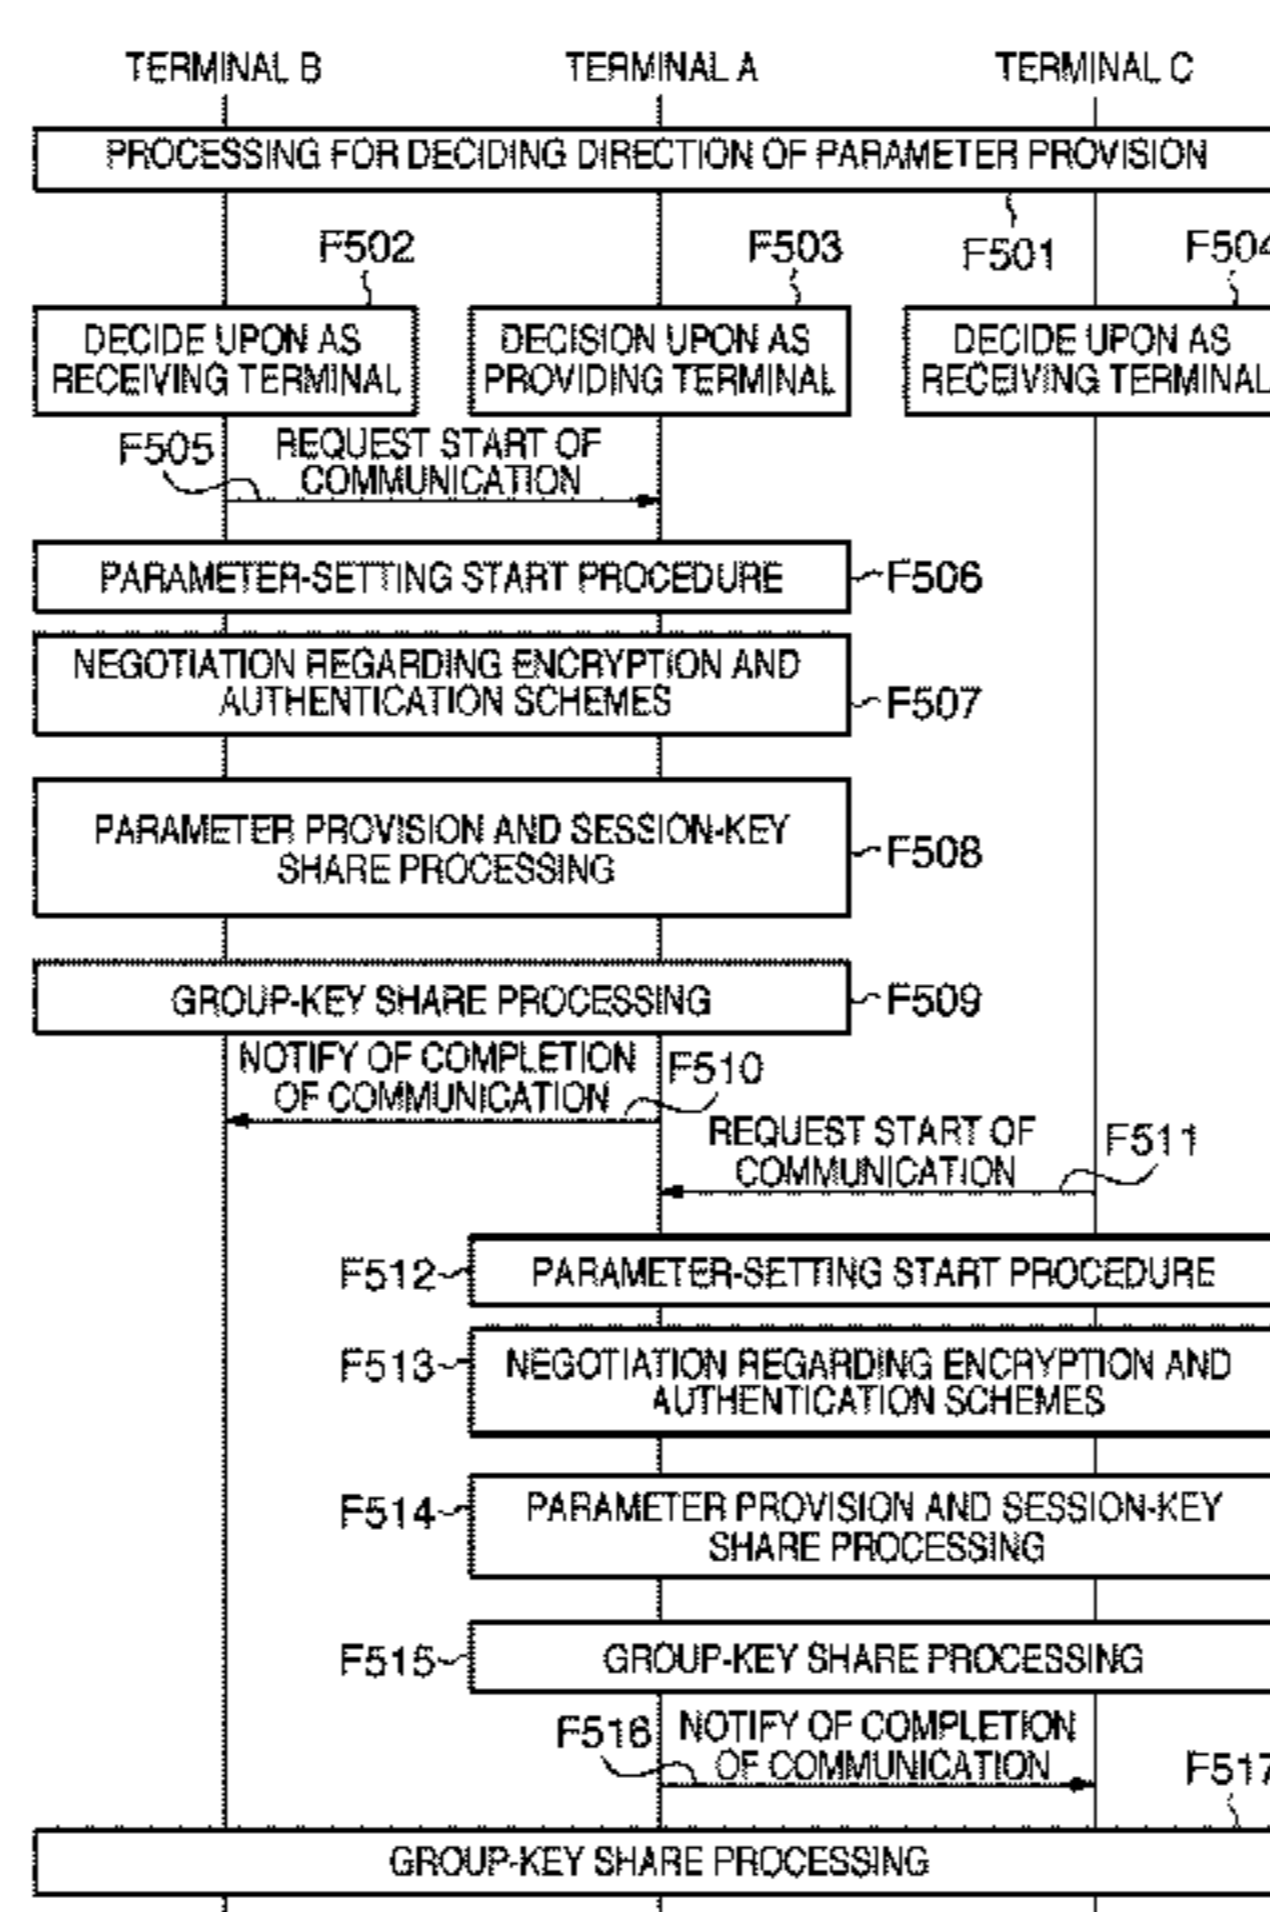 TERMINAL B
TERMINAL A
TERMINAL C
PROCESSING FOR DECIDING DIRECTION OF PARAMETER PROVISION
F501
F502
F503
F504
DECIDE UPON AS
RECEIVING TERMINAL
DECISION UPON AS
PROVIDING TERMINAL
DECIDE UPON AS
RECEIVING TERMINAL
F505
REQUEST START OF
COMMUNICATION
PARAMETER-SETTING START PROCEDURE
F506
NEGOTIATION REGARDING ENCRYPTION AND
AUTHENTICATION SCHEMES
F507
PARAMETER PROVISION AND SESSION-KEY
SHARE PROCESSING
F508
GROUP-KEY SHARE PROCESSING
F509
NOTIFY OF COMPLETION
OF COMMUNICATION
F510
REQUEST START OF
COMMUNICATION
F511
F512
PARAMETER-SETTING START PROCEDURE
F513
NEGOTIATION REGARDING ENCRYPTION AND
AUTHENTICATION SCHEMES
F514
PARAMETER PROVISION AND SESSION-KEY
SHARE PROCESSING
F515
GROUP-KEY SHARE PROCESSING
F516
NOTIFY OF COMPLETION
OF COMMUNICATION
F517
GROUP-KEY SHARE PROCESSING